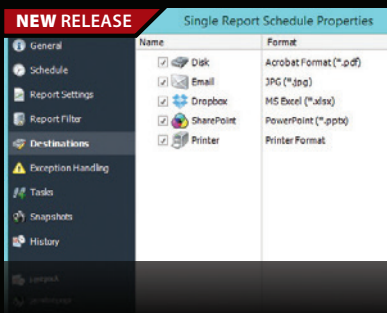 NEW RELEASE
Single Report Schedule Properties
General
Schedule
Report Settings
Report Filter
Destinations
Exception Handling
Tasks
Snapshots
History
Name Format
Disk Acrobat Format (*.pdf)
Email JPG (*.jpg)
Dropbox MS Excel (*.xlsx)
SharePoint PowerPoint (*.pptx)
Printer Printer Format